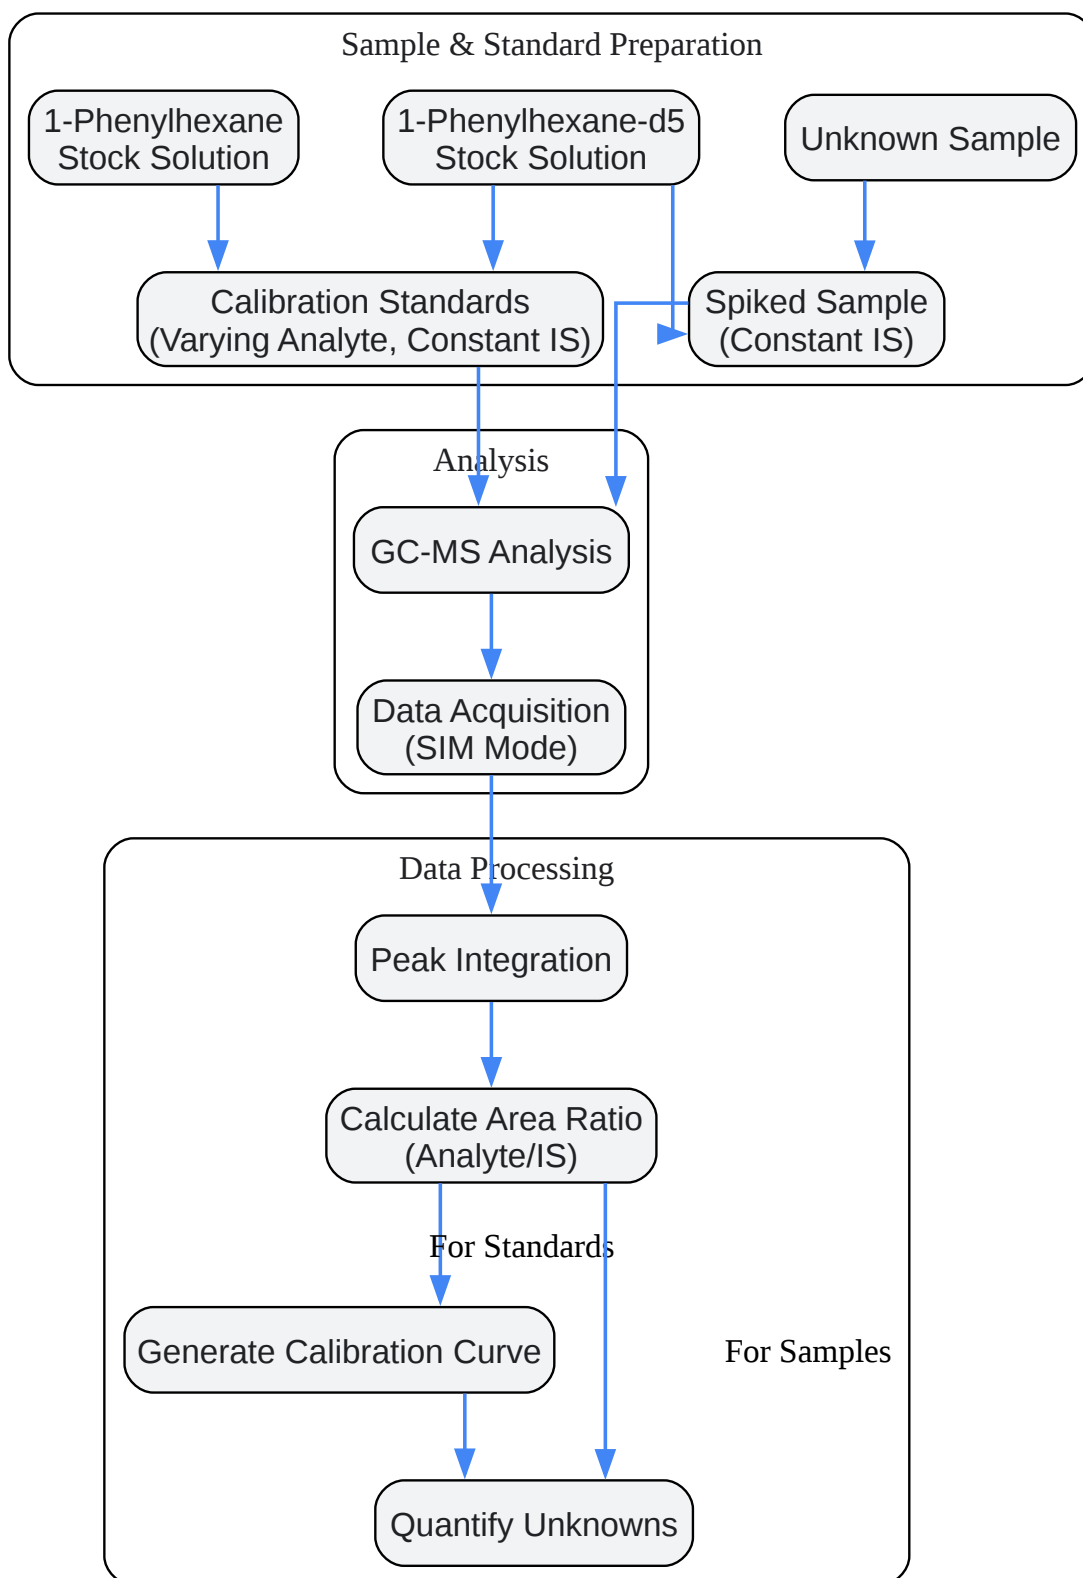 Sample & Standard Preparation
1-Phenylhexane
Stock Solution
1-Phenylhexane-d5
Stock Solution
Unknown Sample
Calibration Standards
(Varying Analyte, Constant IS)
Spiked Sample
(Constant IS)
Analysis
GC-MS Analysis
Data Acquisition
(SIM Mode)
Data Processing
Peak Integration
Calculate Area Ratio
(Analyte/IS)
For Standards
Generate Calibration Curve
For Samples
Quantify Unknowns